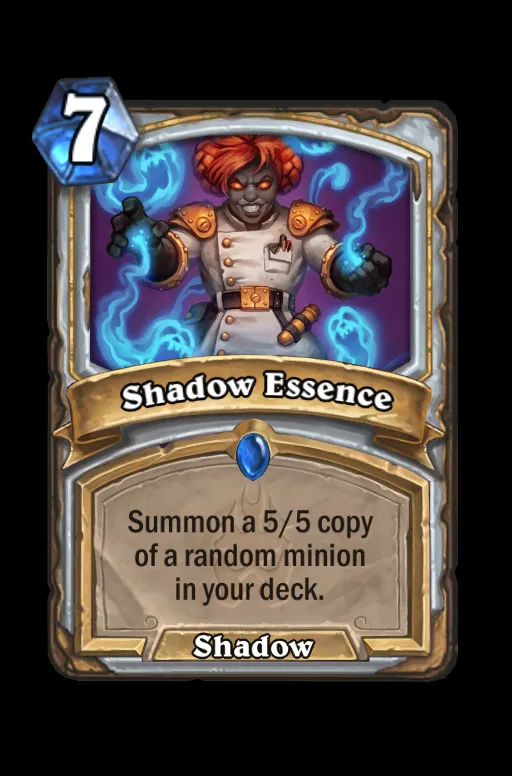 7
Shadow Essence
Summon a 5/5 copy
of a random minion
in your deck.
Shadow